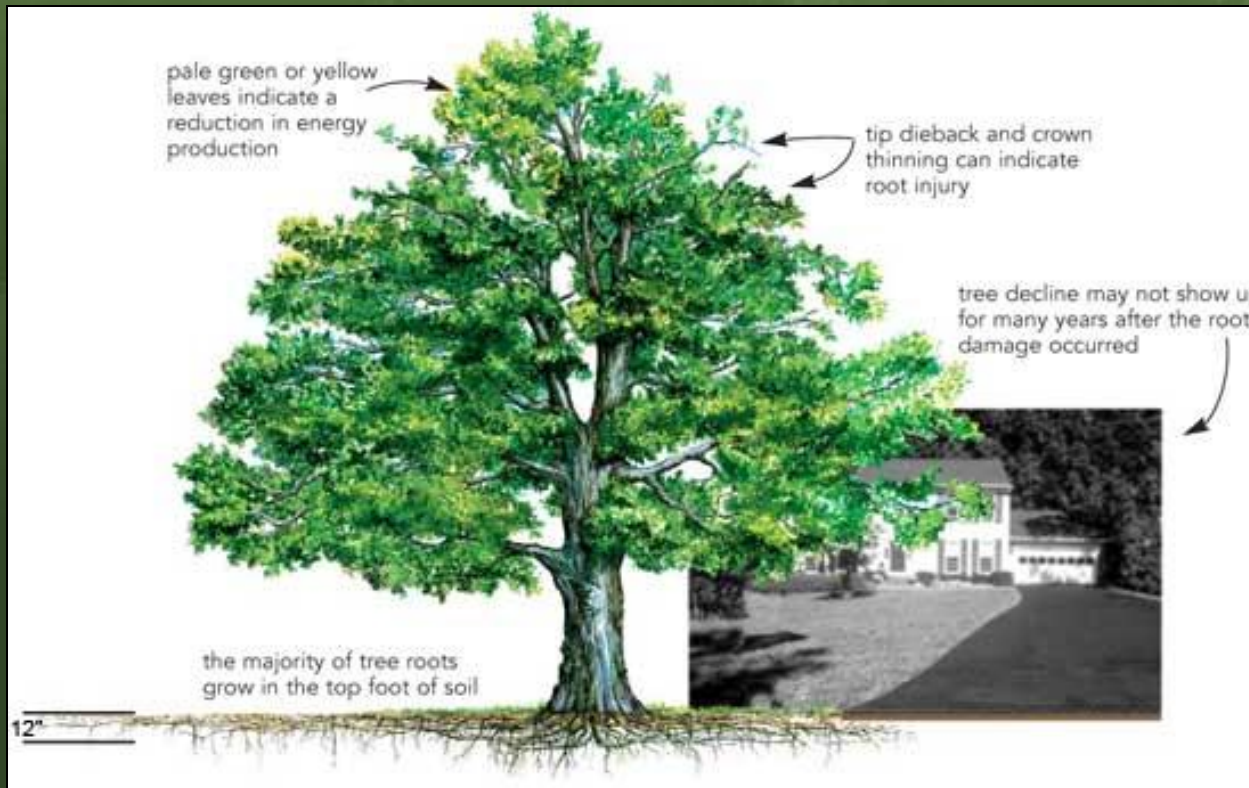 pale green or yellow
leaves indicate a
reduction in energy
production
tip dieback and crown
thinning can indicate
root injury
tree decline may not show u
for many years after the root
damage occurred
the majority of tree roots
grow in the top foot of soil
12"